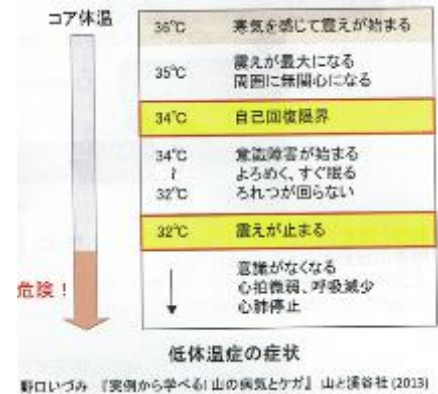 コア体温
36℃ 寒気を感じて震えが始まる
35℃ 震えが最大になる
周囲に無関心になる
34℃ 自己回復限界
34℃ 意識障害が始まる
≀ よろめく、すぐ眠る
32℃ ろれつが回らない
32℃ 震えが止まる
意識がなくなる
心拍微弱、呼吸減少
心肺停止
危険！
低体温症の症状
野口いづみ 『実例から学べる! 山の病気とケガ』 山と溪谷社 (2013)